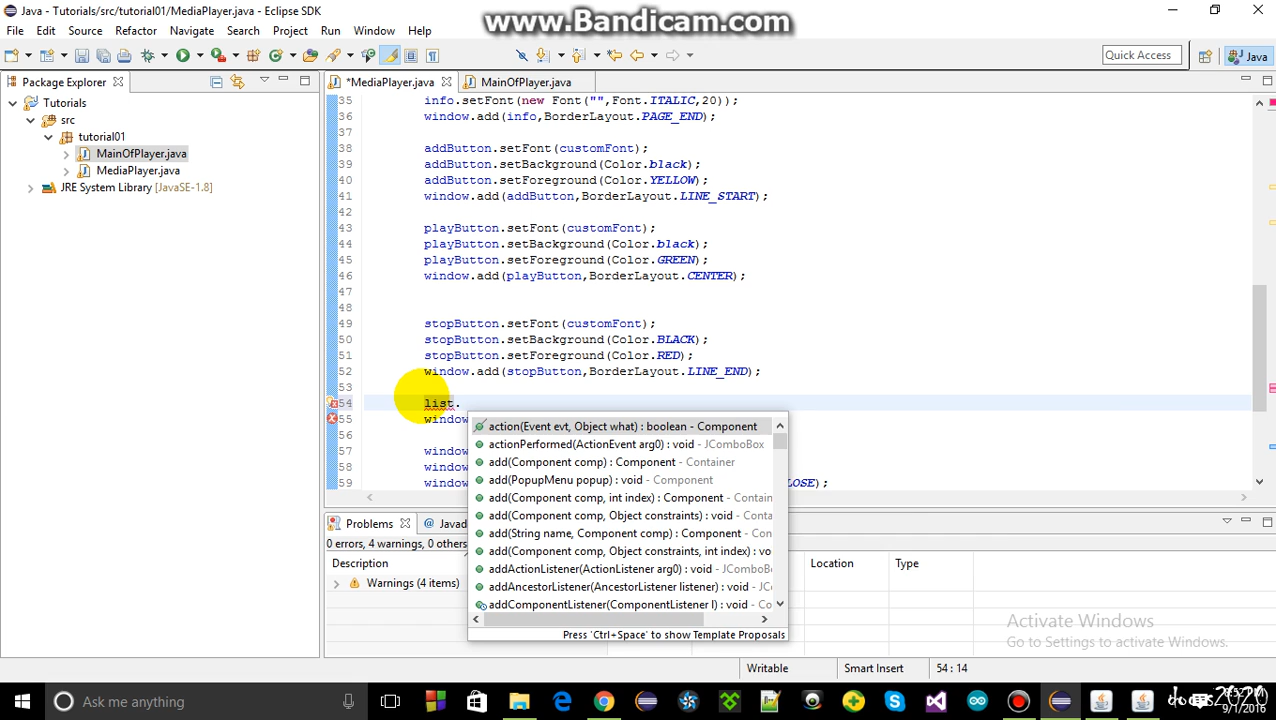 Java - Tutorials/src/tutorial01/MediaPlayer.java - Eclipse SDK
www.Bandicam.com
File Edit Source Refactor Navigate Search Project Run Window Help
Quick Access
Java
Package Explorer
*MediaPlayer.java
MainOfPlayer.java
Tutorials
src
tutorial01
MainOfPlayer.java
MediaPlayer.java
JRE System Library [JavaSE-1.8]
35 info.setFont(new Font("",Font.ITALIC,20));
36 window.add(info,BorderLayout.PAGE_END);
37
38 addButton.setFont(customFont);
39 addButton.setBackground(Color.black);
40 addButton.setForeground(Color.YELLOW);
41 window.add(addButton,BorderLayout.LINE_START);
42
43 playButton.setFont(customFont);
44 playButton.setBackground(Color.black);
45 playButton.setForeground(Color.GREEN);
46 window.add(playButton,BorderLayout.CENTER);
47
48
49 stopButton.setFont(customFont);
50 stopButton.setBackground(Color.BLACK);
51 stopButton.setForeground(Color.RED);
52 window.add(stopButton,BorderLayout.LINE_END);
53
54 list.
55 window
56
57 window
58 window
59 window CLOSE);
action(Event evt, Object what) : boolean - Component
actionPerformed(ActionEvent arg0) : void - JComboBox
add(Component comp) : Component - Container
add(PopupMenu popup) : void - Component
add(Component comp, int index) : Component - Contain
add(Component comp, Object constraints) : void - Conta
add(String name, Component comp) : Component - Con
add(Component comp, Object constraints, int index) : vo
addActionListener(ActionListener arg0) : void - JComboB
addAncestorListener(AncestorListener listener) : void - JC
addComponentListener(ComponentListener l) : void - Co
Press 'Ctrl+Space' to show Template Proposals
Problems
@ Javad
0 errors, 4 warnings, 0 others
Description
Location
Type
Warnings (4 items)
Activate Windows
Go to Settings to activate Windows.
Writable
Smart Insert
54 : 14
Ask me anything
9/1/2016